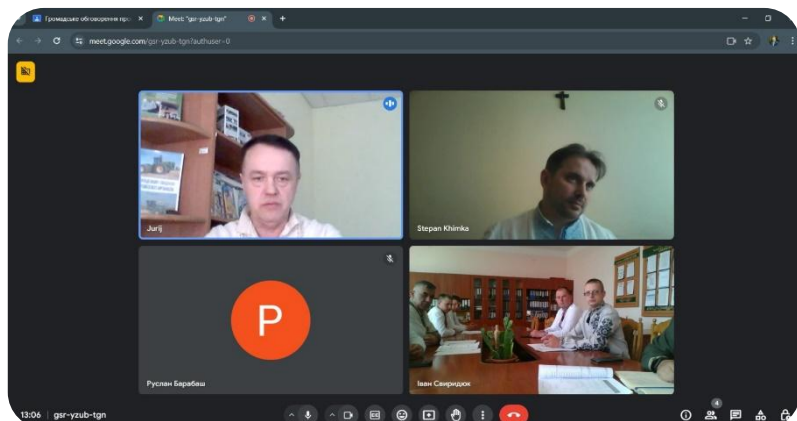 Громадське обговорення про
Meet: "gsr-yzub-tgn"
meet.google.com/gsr-yzub-tgn?authuser=0
Jurij
Stepan Khimka
P
Руслан Барабаш
Іван Свиридюк
13:06 | gsr-yzub-tgn
4